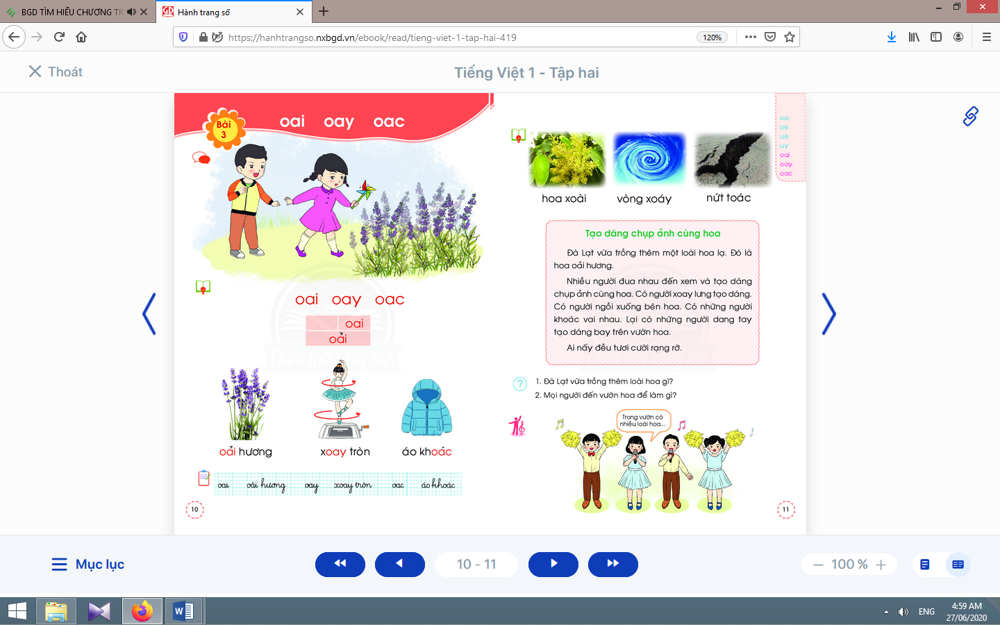 BGD TÌM HIỂU CHƯƠNG TR
Hành trang số
https://hanhtrangso.nxbgd.vn/ebook/read/tieng-viet-1-tap-hai-419
120%
Thoát
Tiếng Việt 1 - Tập hai
Bài
3
oai oay oac
oai oay oac
oai
oải
oải hương
xoay tròn
áo khoác
oai oải hương oay xoay tròn oac áo khoác
10
Chân trời sáng tạo
oa
oe
uê
uy
oai
oay
oac
hoa xoài
vòng xoáy
nứt toác
Tạo dáng chụp ảnh cùng hoa
Đà Lạt vừa trồng thêm một loài hoa lạ. Đó là
hoa oải hương.
Nhiều người đua nhau đến xem và tạo dáng
chụp ảnh cùng hoa. Có người xoay lưng tạo dáng.
Có người ngồi xuống bên hoa. Có những người
khoác vai nhau. Lại có những người dang tay
tạo dáng bay trên vườn hoa.
Ai nấy đều tươi cười rạng rỡ.
1. Đà Lạt vừa trồng thêm loài hoa gì?
2. Mọi người đến vườn hoa để làm gì?
Trong vườn có
nhiều loài hoa...
11
Mục lục
10 - 11
100 %
ENG
4:59 AM
27/06/2020